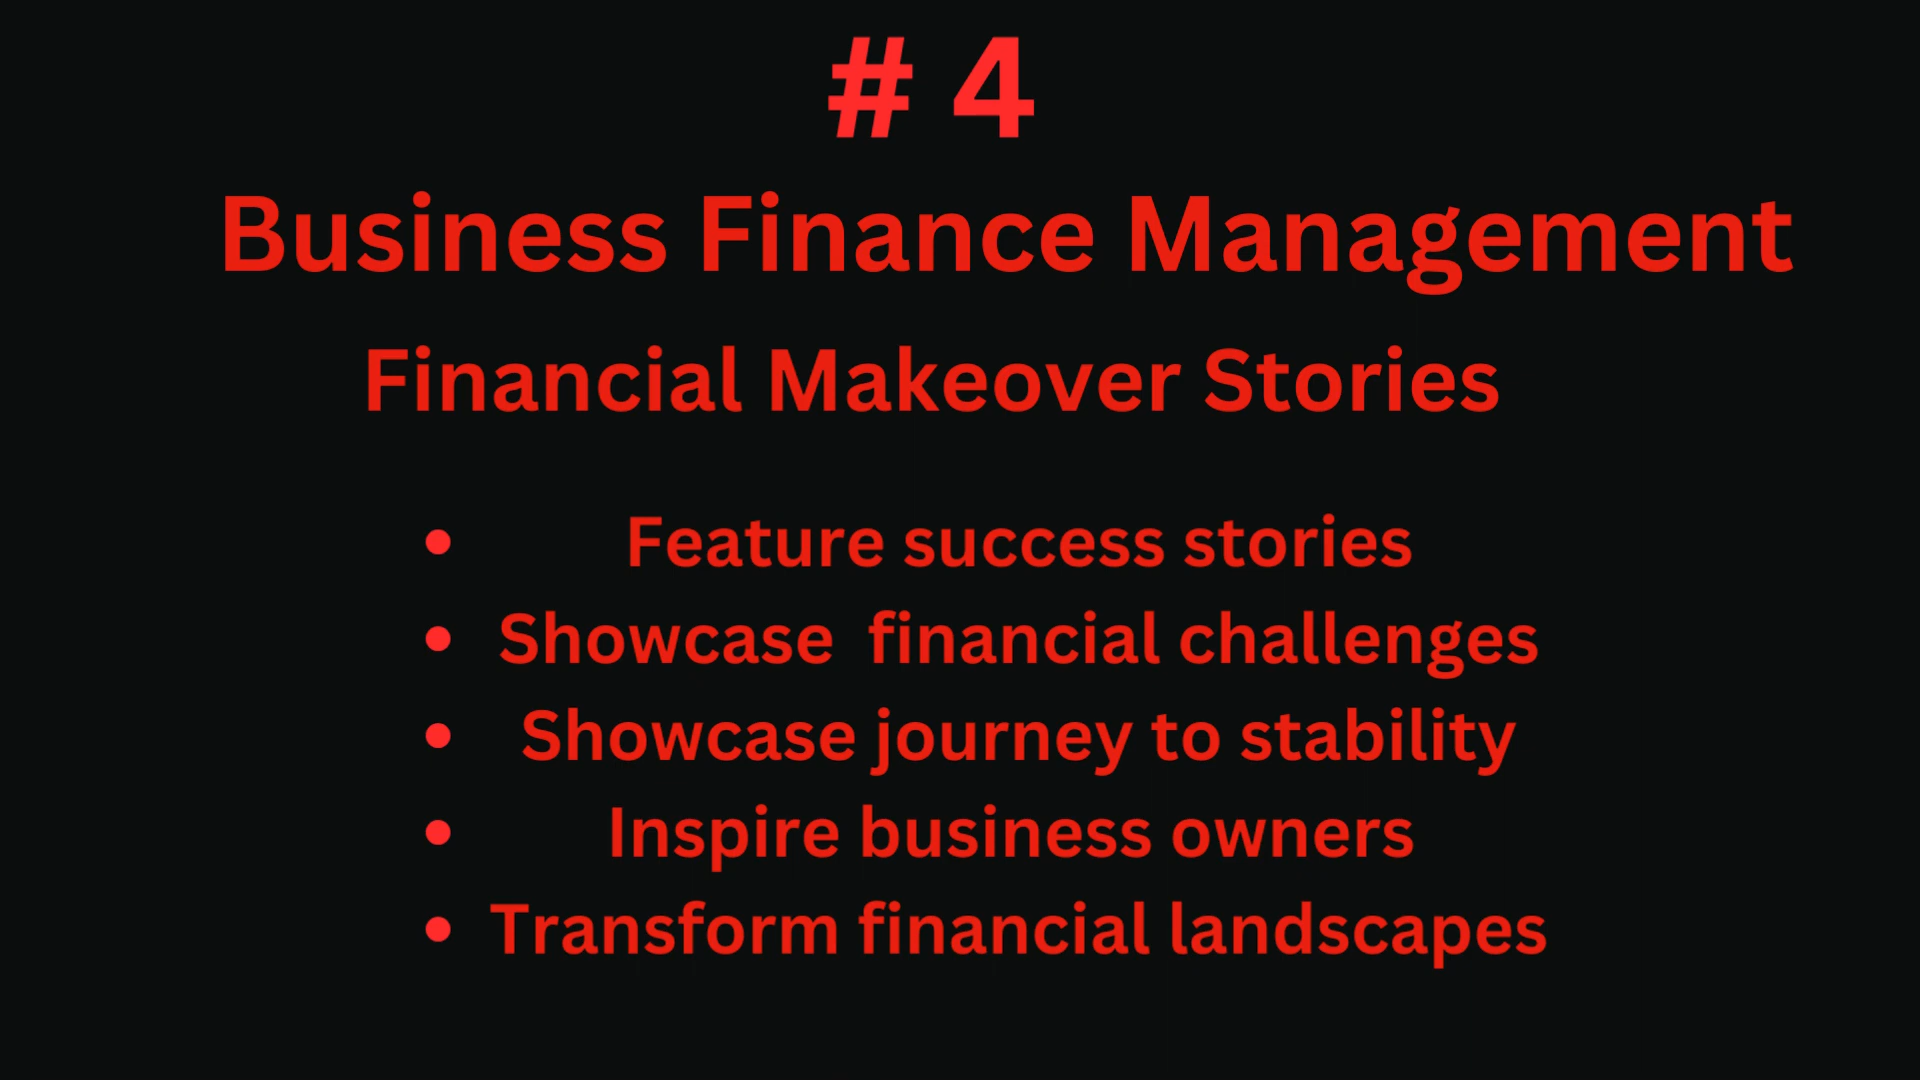 # 4
Business Finance Management
Financial Makeover Stories
• Feature success stories
• Showcase  financial challenges
• Showcase journey to stability
• Inspire business owners
• Transform financial landscapes